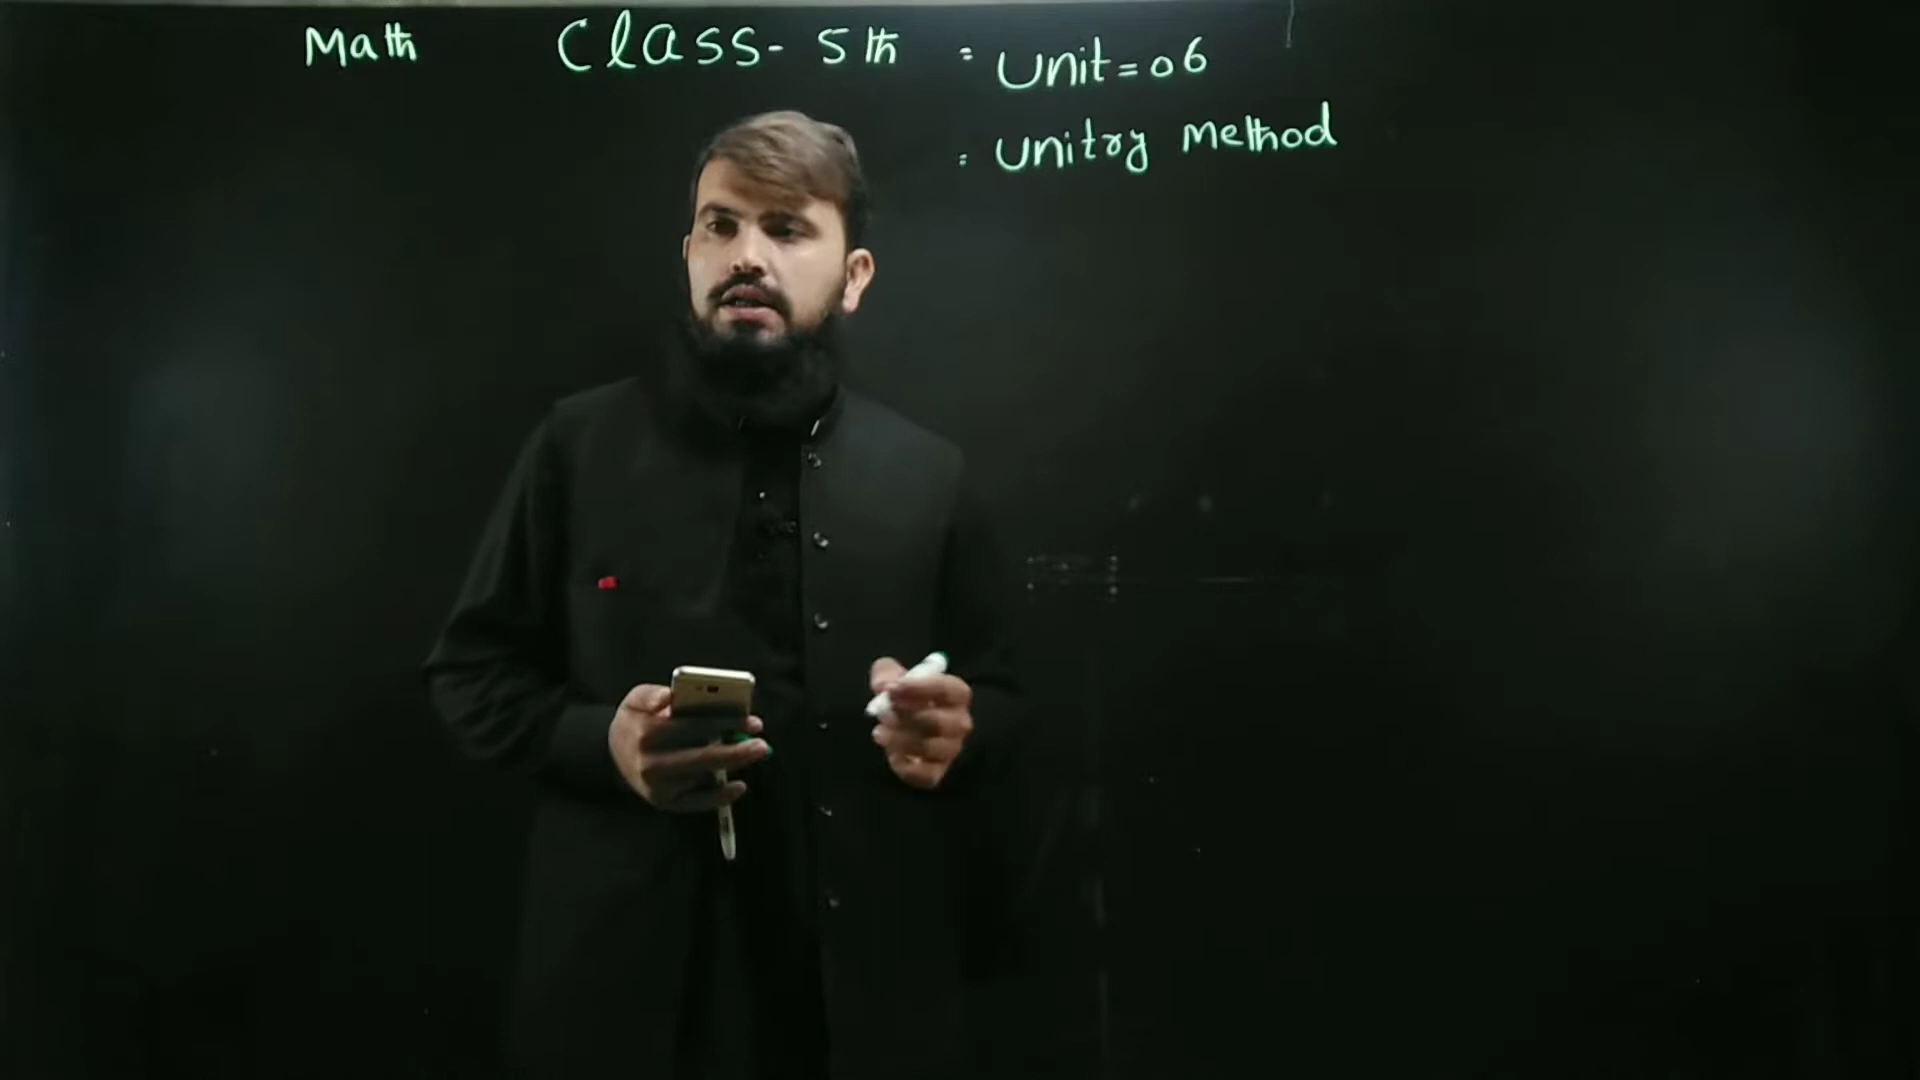 Math Class-5th = Unit=06
= Unitry Method